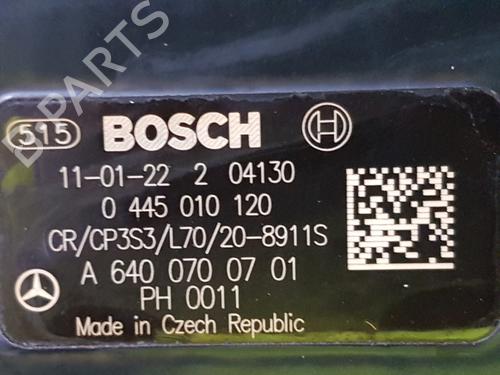 B PARTS
515 BOSCH
11-01-22 2 04130
0 445 010 120
CR/CP3S3/L70/20-8911S
A 640 070 07 01
PH 0011
Made in Czech Republic